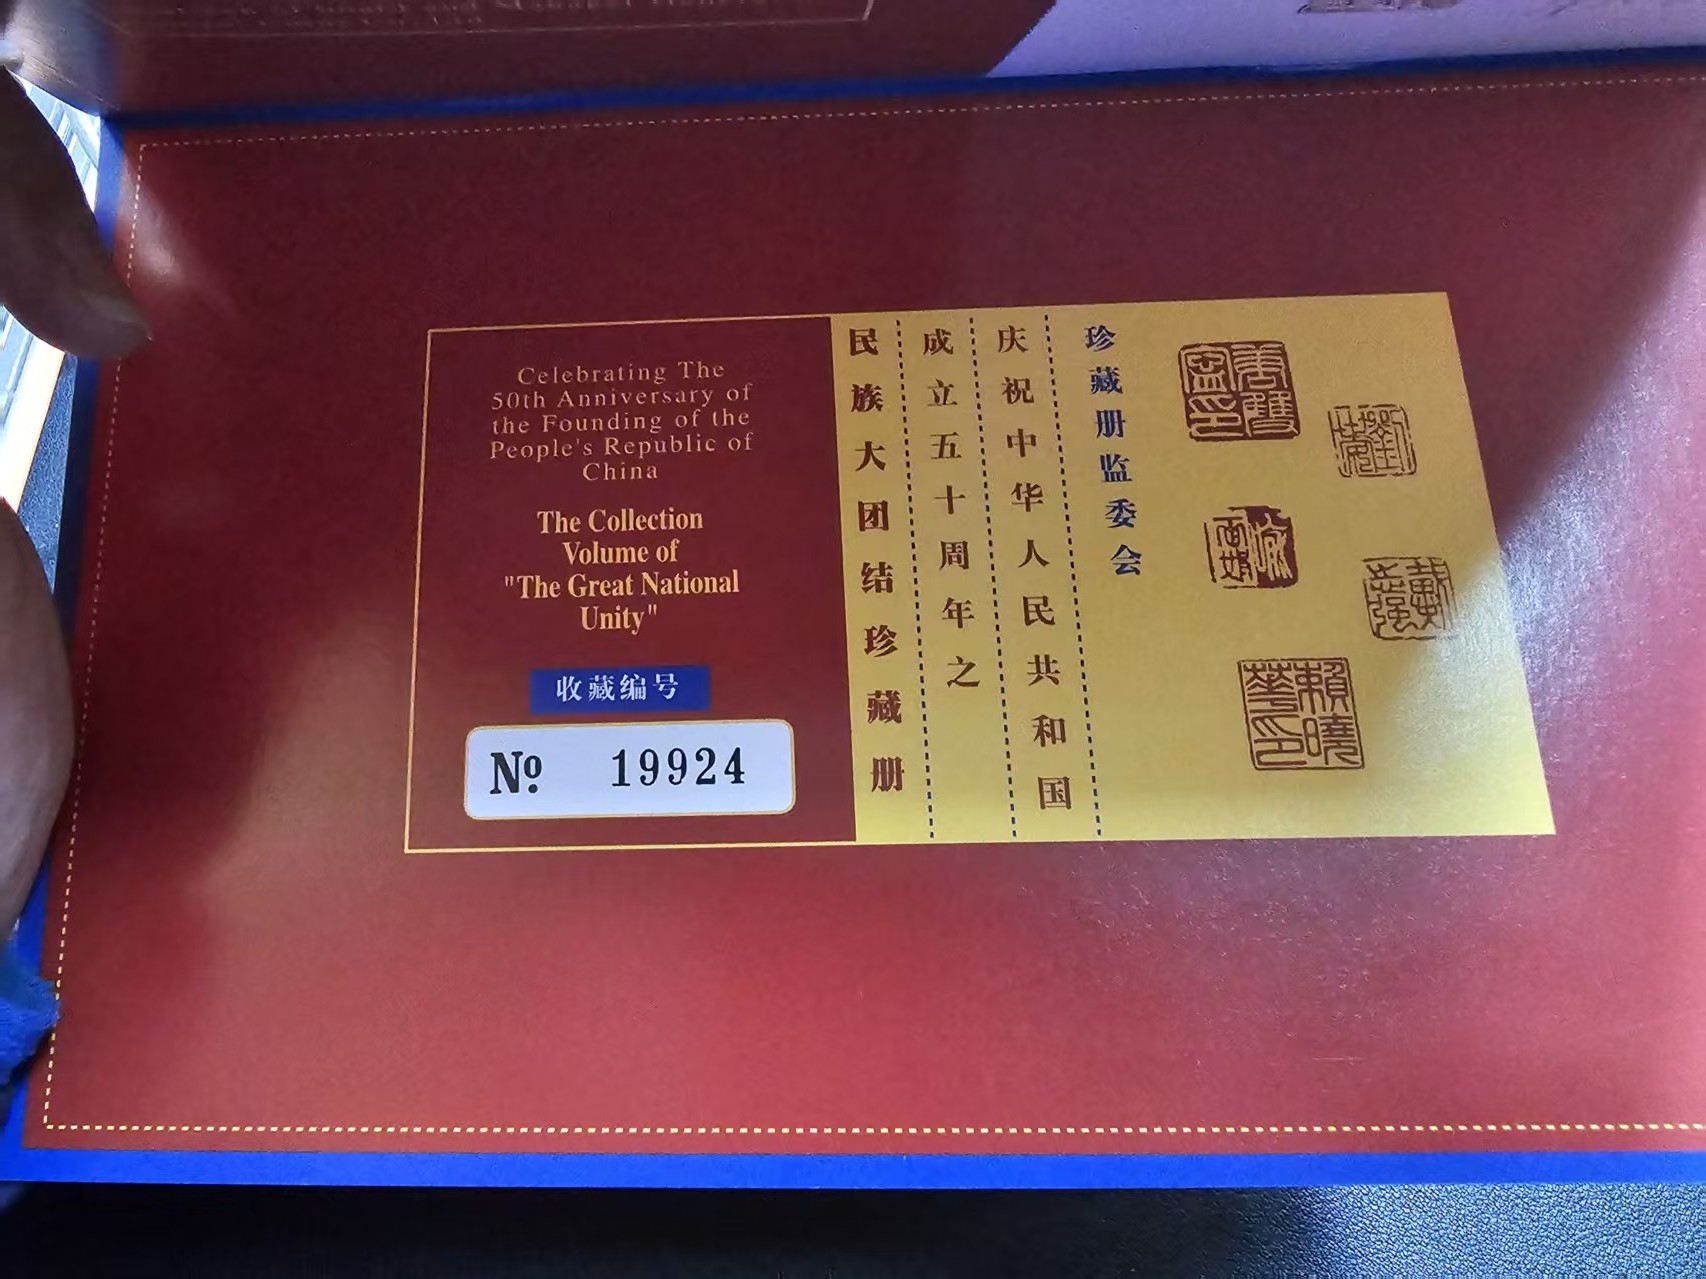 Celebrating The
50th Anniversary of
the Founding of the
People's Republic of
China
The Collection
Volume of
"The Great National
Unity"
收藏编号
№ 19924
珍藏册监委会
庆祝中华人民共和国
成立五十周年之
民族大团结珍藏册